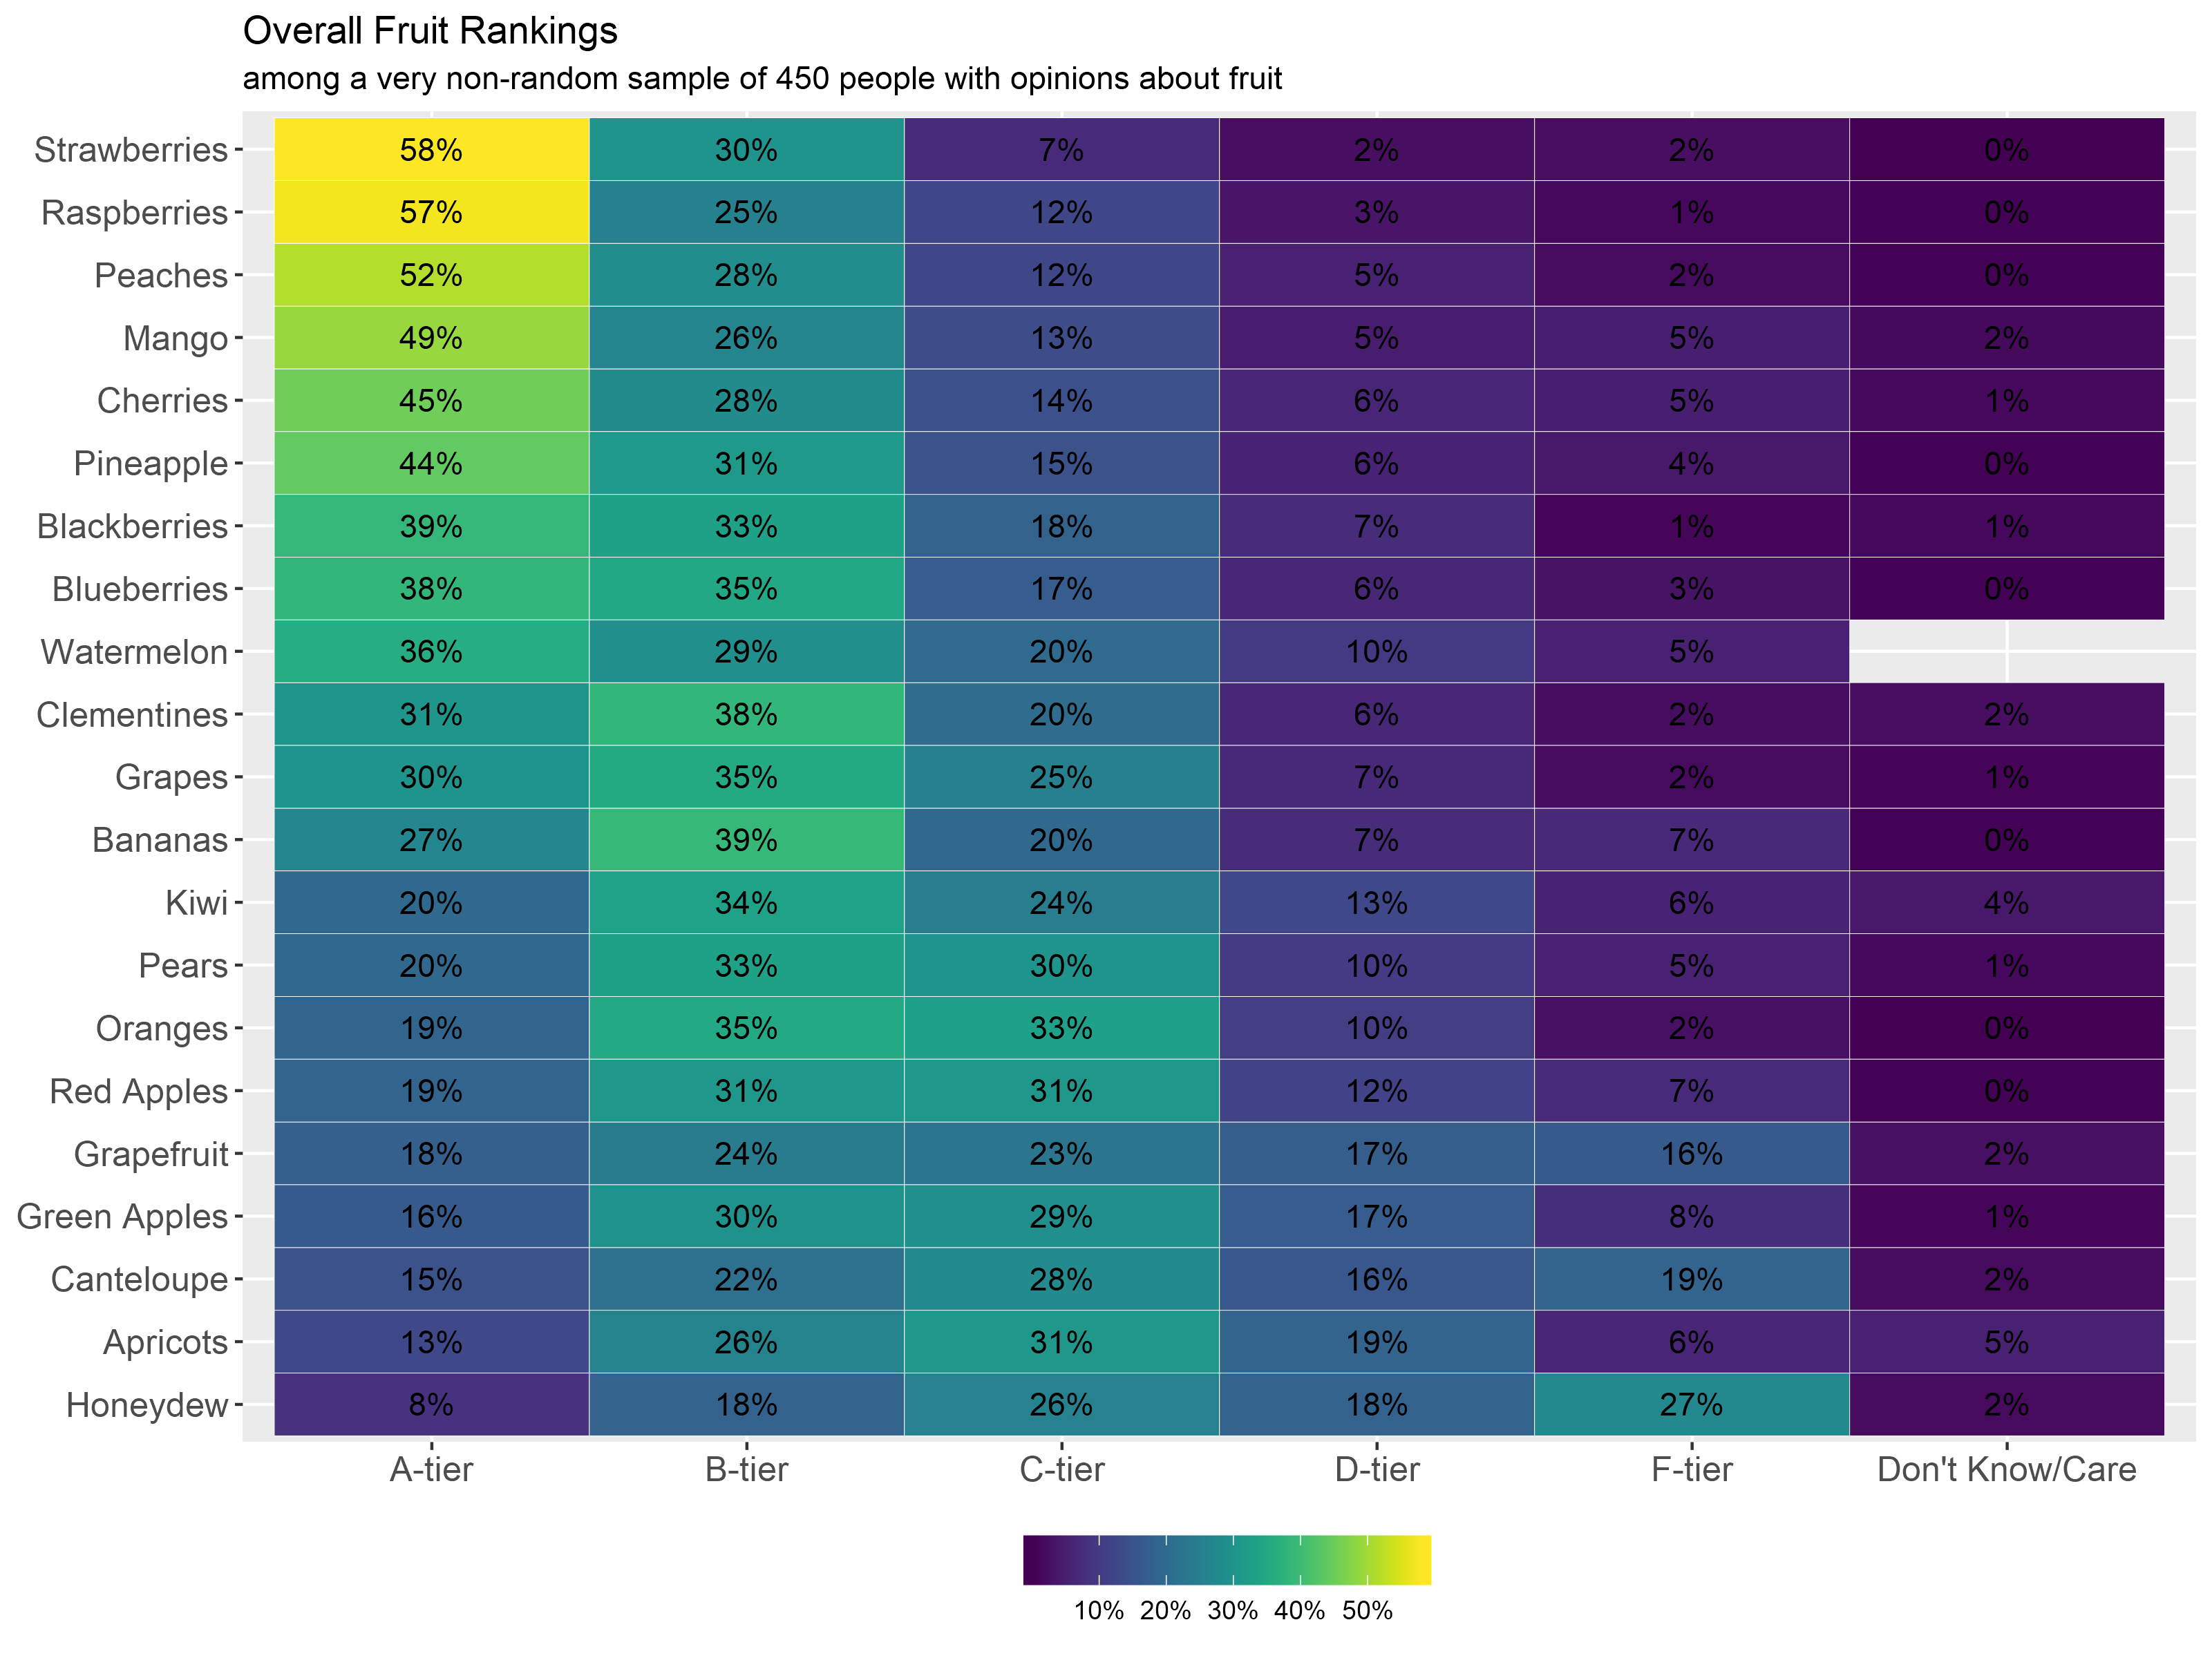 Overall Fruit Rankings
among a very non-random sample of 450 people with opinions about fruit
Strawberries 58% 30% 7% 2% 2% 0%
Raspberries 57% 25% 12% 3% 1% 0%
Peaches 52% 28% 12% 5% 2% 0%
Mango 49% 26% 13% 5% 5% 2%
Cherries 45% 28% 14% 6% 5% 1%
Pineapple 44% 31% 15% 6% 4% 0%
Blackberries 39% 33% 18% 7% 1% 1%
Blueberries 38% 35% 17% 6% 3% 0%
Watermelon 36% 29% 20% 10% 5%
Clementines 31% 38% 20% 6% 2% 2%
Grapes 30% 35% 25% 7% 2% 1%
Bananas 27% 39% 20% 7% 7% 0%
Kiwi 20% 34% 24% 13% 6% 4%
Pears 20% 33% 30% 10% 5% 1%
Oranges 19% 35% 33% 10% 2% 0%
Red Apples 19% 31% 31% 12% 7% 0%
Grapefruit 18% 24% 23% 17% 16% 2%
Green Apples 16% 30% 29% 17% 8% 1%
Canteloupe 15% 22% 28% 16% 19% 2%
Apricots 13% 26% 31% 19% 6% 5%
Honeydew 8% 18% 26% 18% 27% 2%
A-tier B-tier C-tier D-tier F-tier Don't Know/Care
10% 20% 30% 40% 50%